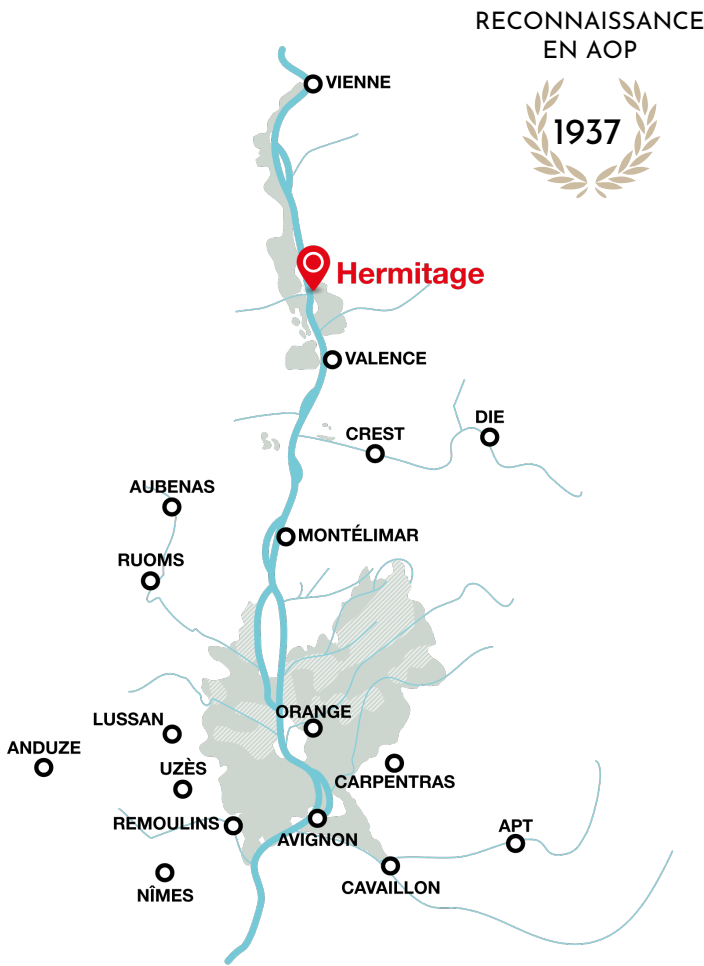 RECONNAISSANCE
EN AOP
1937
VIENNE
Hermitage
VALENCE
DIE
CREST
AUBENAS
MONTÉLIMAR
RUOMS
ORANGE
LUSSAN
ANDUZE
UZÈS
CARPENTRAS
REMOULINS
APT
AVIGNON
CAVAILLON
NÎMES